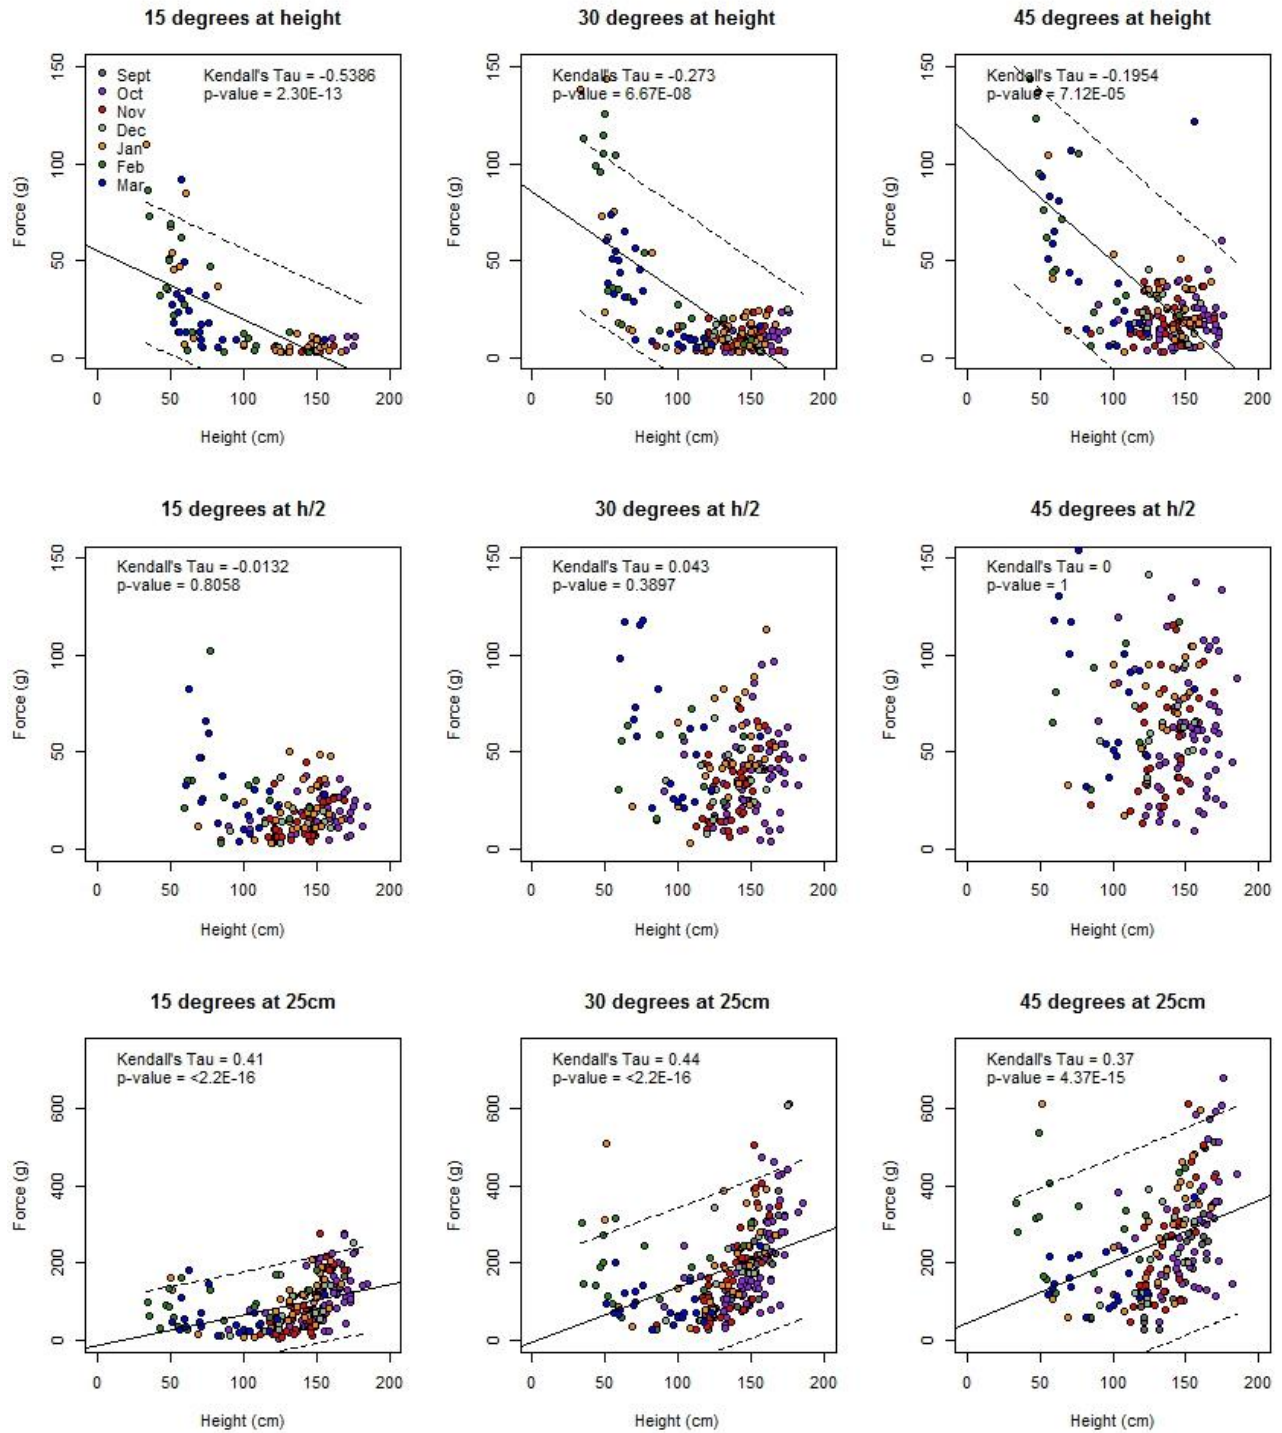 15 degrees at height
30 degrees at height
45 degrees at height
150
100
50
0
Force (g)
Sept
Oct
Nov
Dec
Jan
Feb
Mar
Kendall's Tau = -0.5386
p-value = 2.30E-13
0 50 100 150 200
Height (cm)
150
100
50
0
Force (g)
Kendall's Tau = -0.273
p-value = 6.67E-08
0 50 100 150 200
Height (cm)
150
100
50
0
Force (g)
Kendall's Tau = -0.1954
p-value = 7.12E-05
0 50 100 150 200
Height (cm)
15 degrees at h/2
30 degrees at h/2
45 degrees at h/2
150
100
50
0
Force (g)
Kendall's Tau = -0.0132
p-value = 0.8058
0 50 100 150 200
Height (cm)
150
100
50
0
Force (g)
Kendall's Tau = 0.043
p-value = 0.3897
0 50 100 150 200
Height (cm)
150
100
50
0
Force (g)
Kendall's Tau = 0
p-value = 1
0 50 100 150 200
Height (cm)
15 degrees at 25cm
30 degrees at 25cm
45 degrees at 25cm
600
400
200
0
Force (g)
Kendall's Tau = 0.41
p-value = <2.2E-16
0 50 100 150 200
Height (cm)
600
400
200
0
Force (g)
Kendall's Tau = 0.44
p-value = <2.2E-16
0 50 100 150 200
Height (cm)
600
400
200
0
Force (g)
Kendall's Tau = 0.37
p-value = 4.37E-15
0 50 100 150 200
Height (cm)